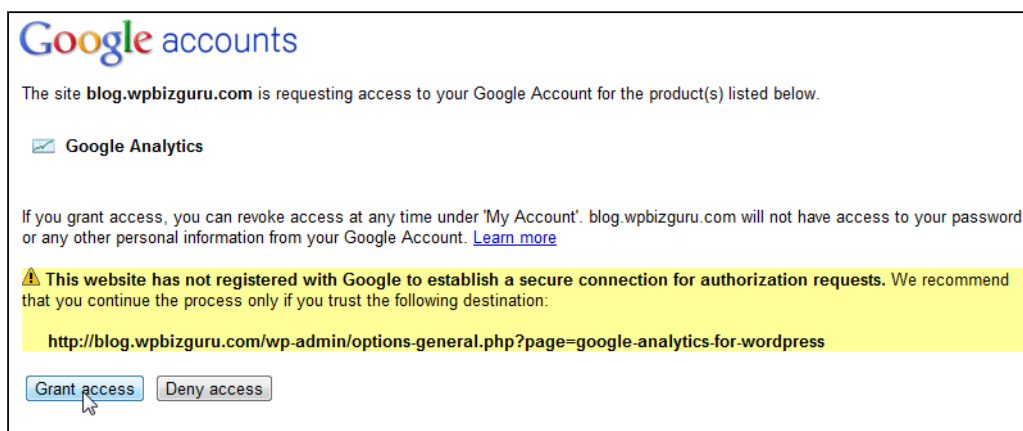 Google accounts
The site blog.wpbizguru.com is requesting access to your Google Account for the product(s) listed below.
Google Analytics
If you grant access, you can revoke access at any time under 'My Account'. blog.wpbizguru.com will not have access to your password
or any other personal information from your Google Account. Learn more
This website has not registered with Google to establish a secure connection for authorization requests. We recommend
that you continue the process only if you trust the following destination:
http://blog.wpbizguru.com/wp-admin/options-general.php?page=google-analytics-for-wordpress
Grant access Deny access